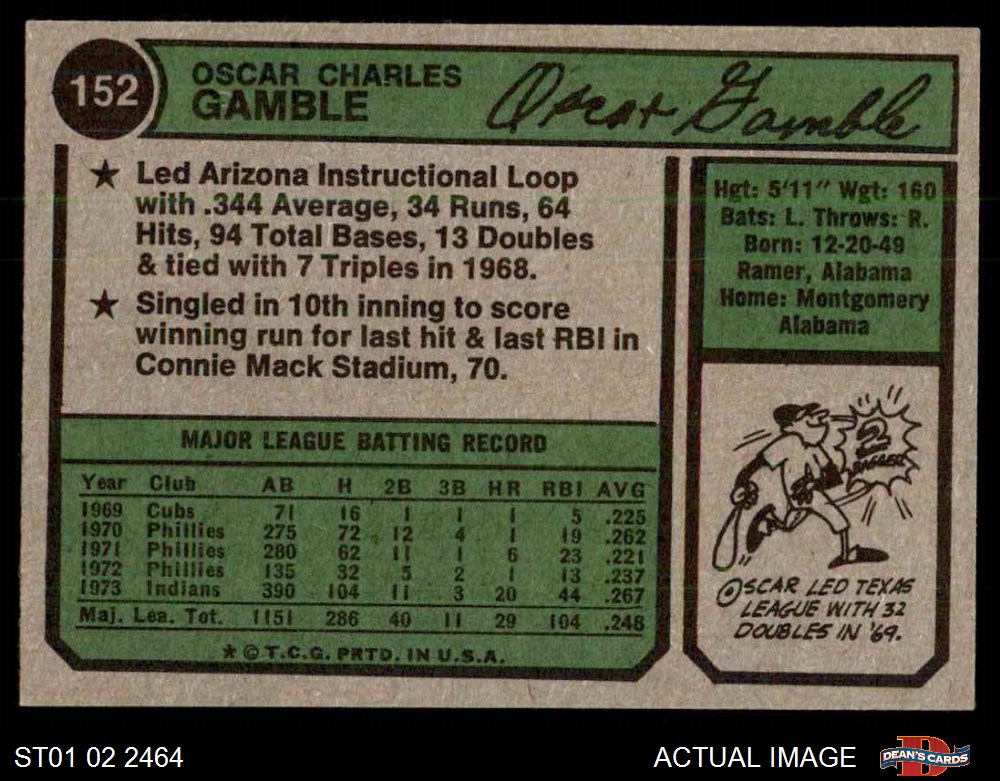 152
OSCAR CHARLES
GAMBLE
Oscar Gamble
★ Led Arizona Instructional Loop
with .344 Average, 34 Runs, 64
Hits, 94 Total Bases, 13 Doubles
& tied with 7 Triples in 1968.
★ Singled in 10th inning to score
winning run for last hit & last RBI in
Connie Mack Stadium, 70.
Hgt: 5'11" Wgt: 160
Bats: L. Throws: R.
Born: 12-20-49
Ramer, Alabama
Home: Montgomery
Alabama
MAJOR LEAGUE BATTING RECORD
Year Club AB H 2B 3B HR RBI AVG
1969 Cubs 71 16 1 1 1 5 .225
1970 Phillies 275 72 12 4 1 19 .262
1971 Phillies 280 62 11 1 6 23 .221
1972 Phillies 135 32 5 2 1 13 .237
1973 Indians 390 104 11 3 20 44 .267
Maj. Lea. Tot. 1151 286 40 11 29 104 .248
* © T.C.G. PRTD. IN U.S.A.
2
BAGGER
OSCAR LED TEXAS
LEAGUE WITH 32
DOUBLES IN '69.
ST01 02 2464
ACTUAL IMAGE
DEAN'S CARDS